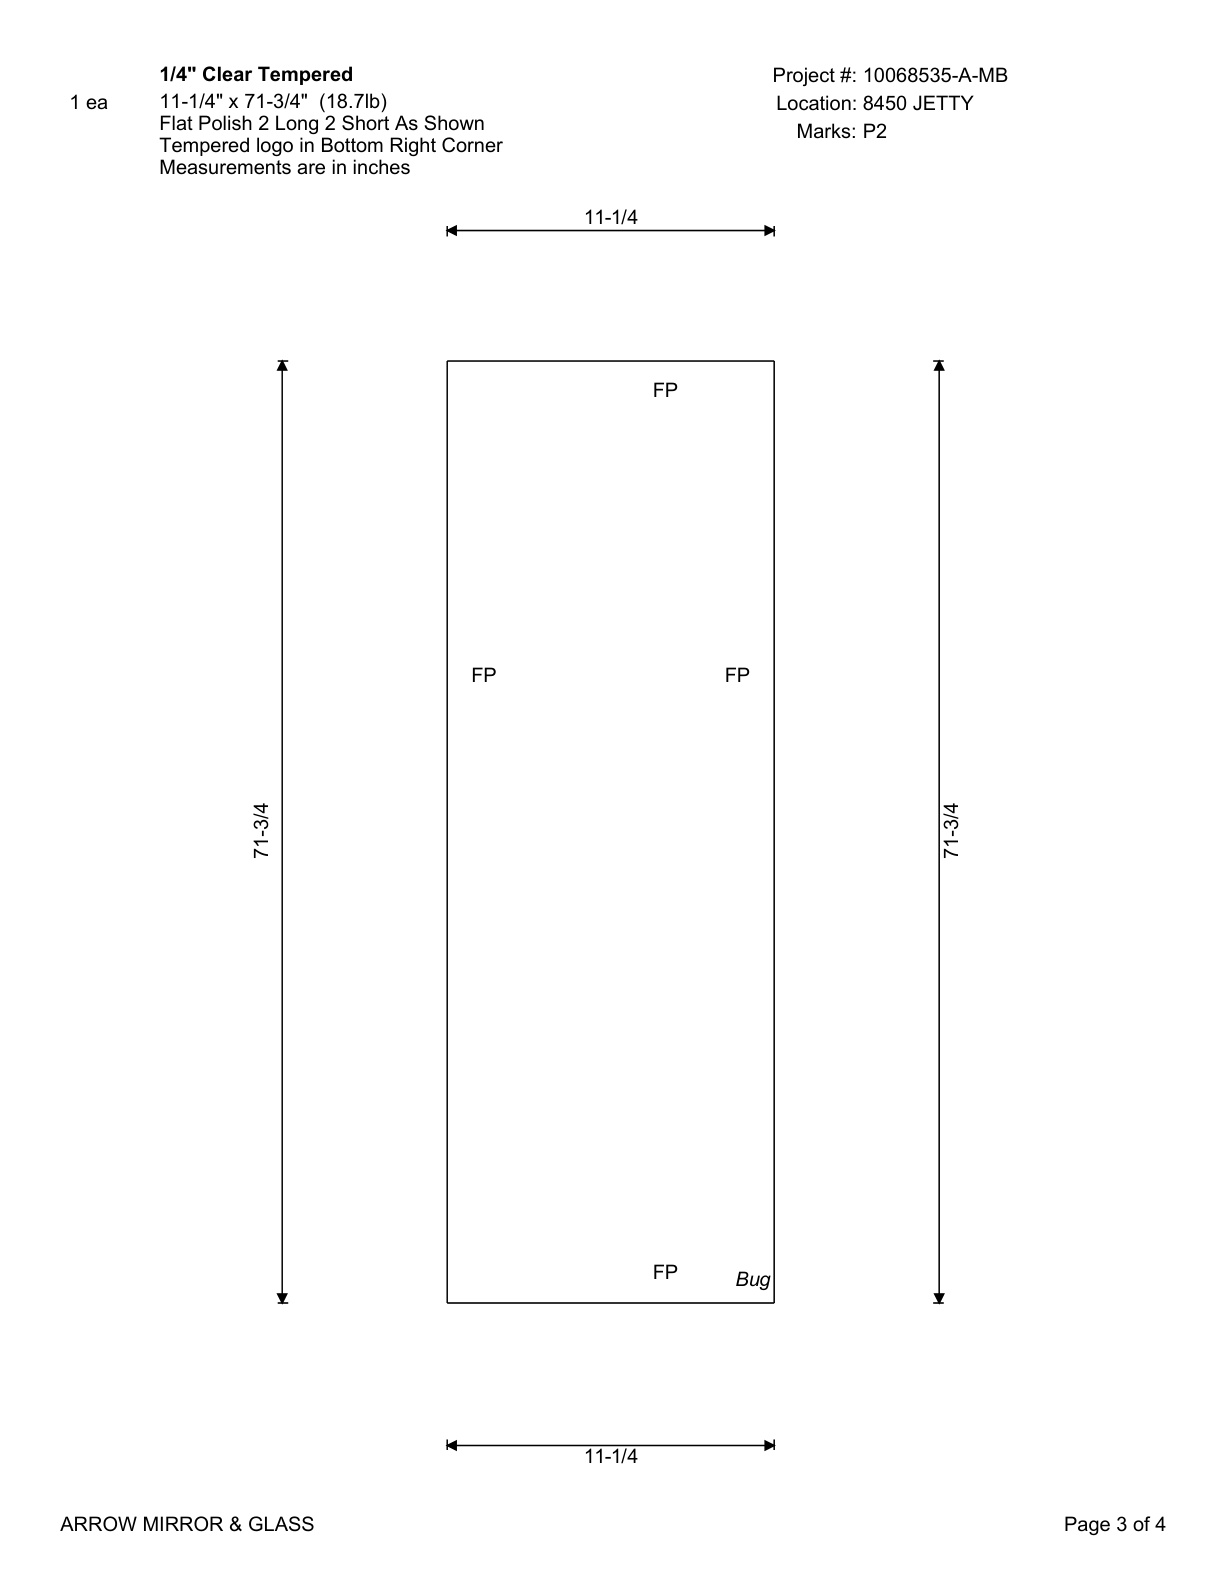 1/4" Clear Tempered
1 ea
11-1/4" x 71-3/4"  (18.7lb)
Flat Polish 2 Long 2 Short As Shown
Tempered logo in Bottom Right Corner
Measurements are in inches
Project #: 10068535-A-MB
Location: 8450 JETTY
Marks: P2
11-1/4
FP
FP
FP
71-3/4
71-3/4
FP
Bug
11-1/4
ARROW MIRROR & GLASS
Page 3 of 4